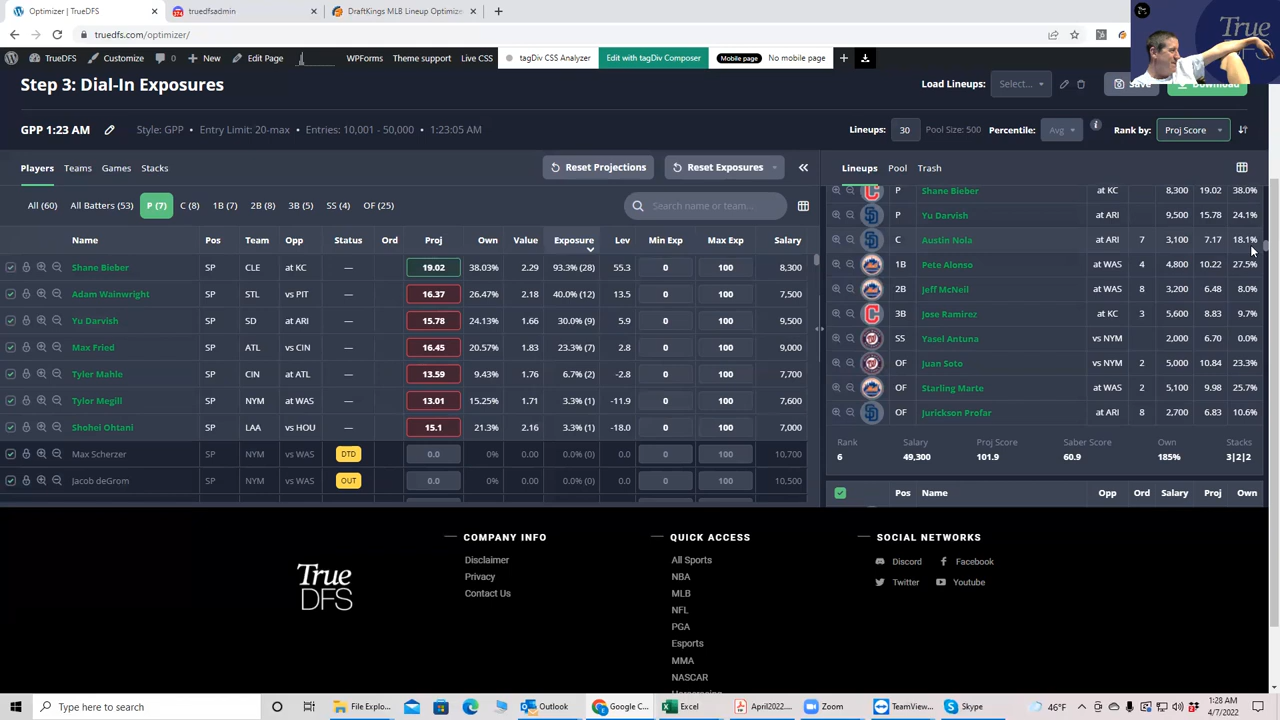 Optimizer | TrueDFS
truedfsadmin
DraftKings MLB Lineup Optimize
truedfs.com/optimizer/
TrueDFS
Customize
0
New
Edit Page
WPForms
Theme support
Live CSS
tagDiv CSS Analyzer
Edit with tagDiv Composer
Mobile page
No mobile page
True
Step 3: Dial-In Exposures
Load Lineups:
Select...
Save
Download
GPP 1:23 AM
Style: GPP
Entry Limit: 20-max
Entries: 10,001 - 50,000
1:23:05 AM
Lineups:
30
Pool Size: 500
Percentile:
Avg
Rank by:
Proj Score
Players
Teams
Games
Stacks
Reset Projections
Reset Exposures
Lineups
Pool
Trash
All (60)
All Batters (53)
P (7)
C (8)
1B (7)
2B (8)
3B (5)
SS (4)
OF (25)
Search name or team...
Name Pos Team Opp Status Ord Proj Own Value Exposure Lev Min Exp Max Exp Salary
Shane Bieber SP CLE at KC — 19.02 38.03% 2.29 93.3% (28) 55.3 0 100 8,300
Adam Wainwright SP STL vs PIT — 16.37 26.47% 2.18 40.0% (12) 13.5 0 100 7,500
Yu Darvish SP SD at ARI — 15.78 24.13% 1.66 30.0% (9) 5.9 0 100 9,500
Max Fried SP ATL vs CIN — 16.45 20.57% 1.83 23.3% (7) 2.8 0 100 9,000
Tyler Mahle SP CIN at ATL — 13.59 9.43% 1.76 6.7% (2) -2.8 0 100 7,700
Tylor Megill SP NYM at WAS — 13.01 15.25% 1.71 3.3% (1) -11.9 0 100 7,600
Shohei Ohtani SP LAA vs HOU — 15.1 21.3% 2.16 3.3% (1) -18.0 0 100 7,000
Max Scherzer SP NYM vs WAS DTD 0.0 0% 0.00 0.0% (0) 0.0 0 100 10,700
Jacob deGrom SP NYM vs WAS OUT 0.0 0% 0.00 0.0% (0) 0.0 0 100 10,500
P Shane Bieber at KC 8,300 19.02 38.0%
P Yu Darvish at ARI 9,500 15.78 24.1%
C Austin Nola at ARI 7 3,100 7.17 18.1%
1B Pete Alonso at WAS 4 4,800 10.22 27.5%
2B Jeff McNeil at WAS 8 3,200 6.48 8.0%
3B Jose Ramirez at KC 3 5,600 8.83 9.7%
SS Yasel Antuna vs NYM 2,000 6.70 0.0%
OF Juan Soto vs NYM 2 5,000 10.84 23.3%
OF Starling Marte at WAS 2 5,100 9.98 25.7%
OF Jurickson Profar at ARI 8 2,700 6.83 10.6%
Rank Salary Proj Score Saber Score Own Stacks
6 49,300 101.9 60.9 185% 3|2|2
Pos Name Opp Ord Salary Proj Own
True
DFS
COMPANY INFO
Disclaimer
Privacy
Contact Us
QUICK ACCESS
All Sports
NBA
MLB
NFL
PGA
Esports
MMA
NASCAR
SOCIAL NETWORKS
Discord
Facebook
Twitter
Youtube
Type here to search
File Explo...
Outlook
Google C...
Excel
April2022....
Zoom
TeamView...
Skype
46°F
1:28 AM
4/7/2022